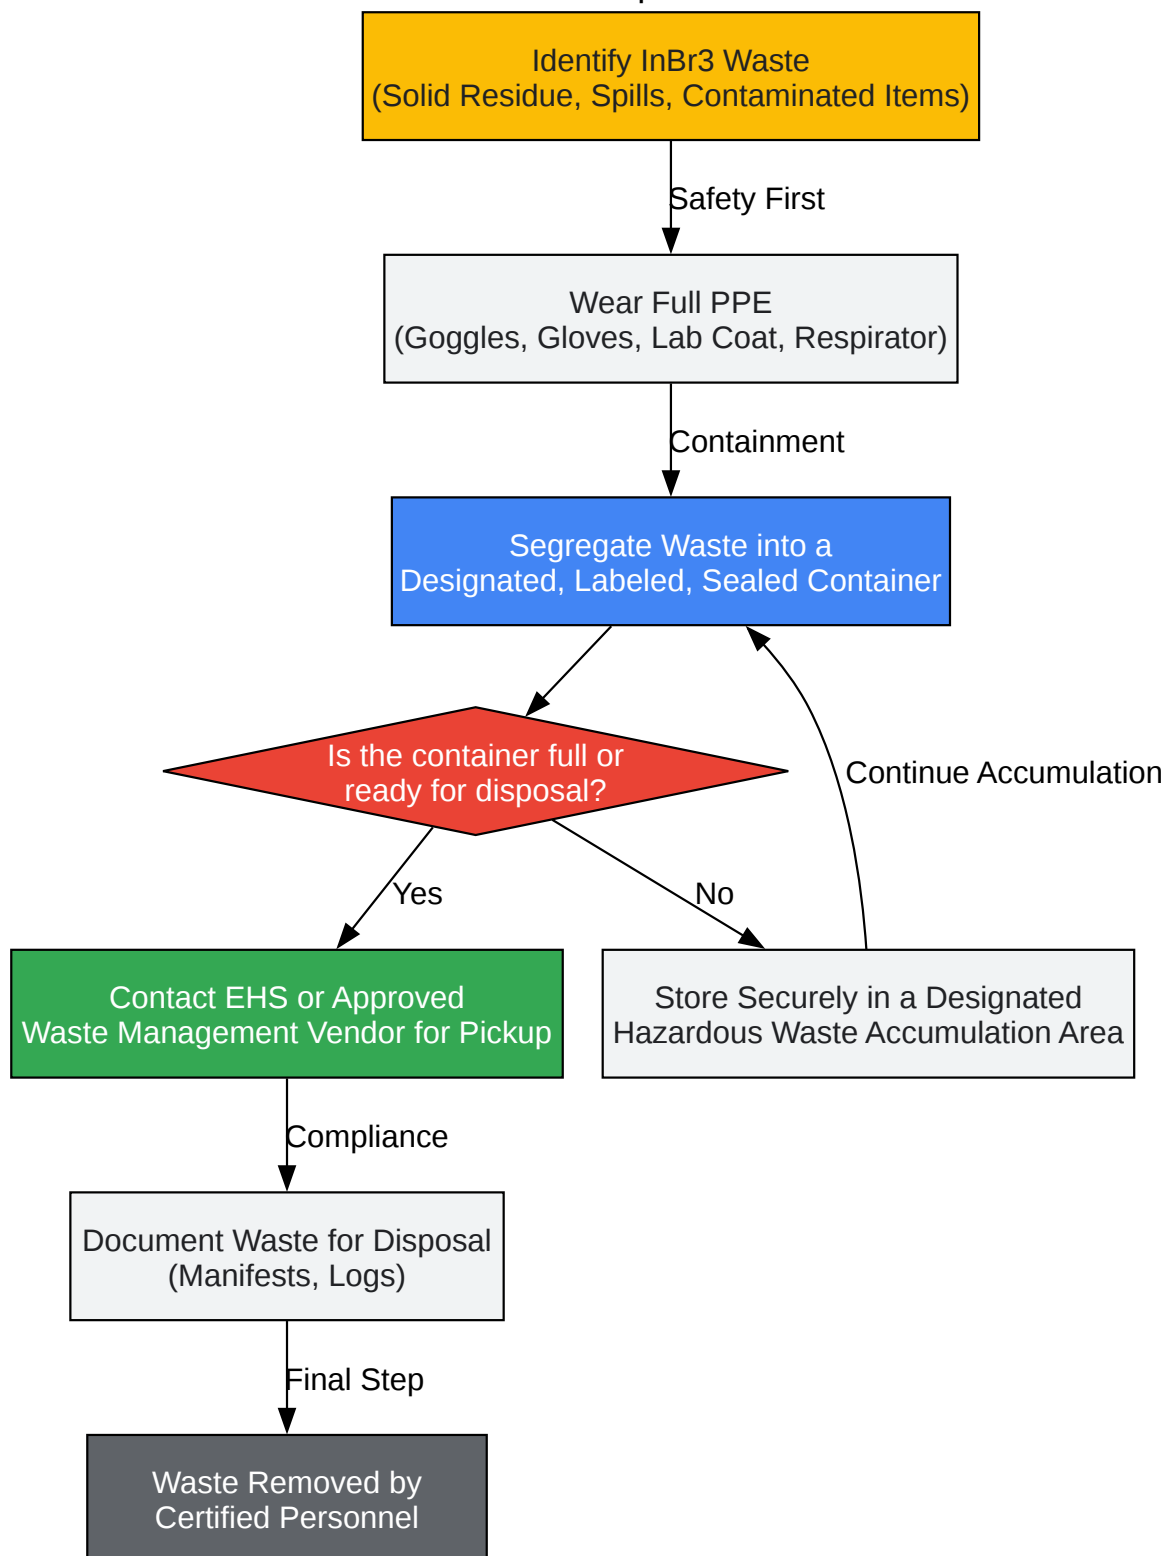 Identify InBr3 Waste
(Solid Residue, Spills, Contaminated Items)
Safety First
Wear Full PPE
(Goggles, Gloves, Lab Coat, Respirator)
Containment
Segregate Waste into a
Designated, Labeled, Sealed Container
Is the container full or
ready for disposal?
Continue Accumulation
Yes
No
Contact EHS or Approved
Waste Management Vendor for Pickup
Store Securely in a Designated
Hazardous Waste Accumulation Area
Compliance
Document Waste for Disposal
(Manifests, Logs)
Final Step
Waste Removed by
Certified Personnel